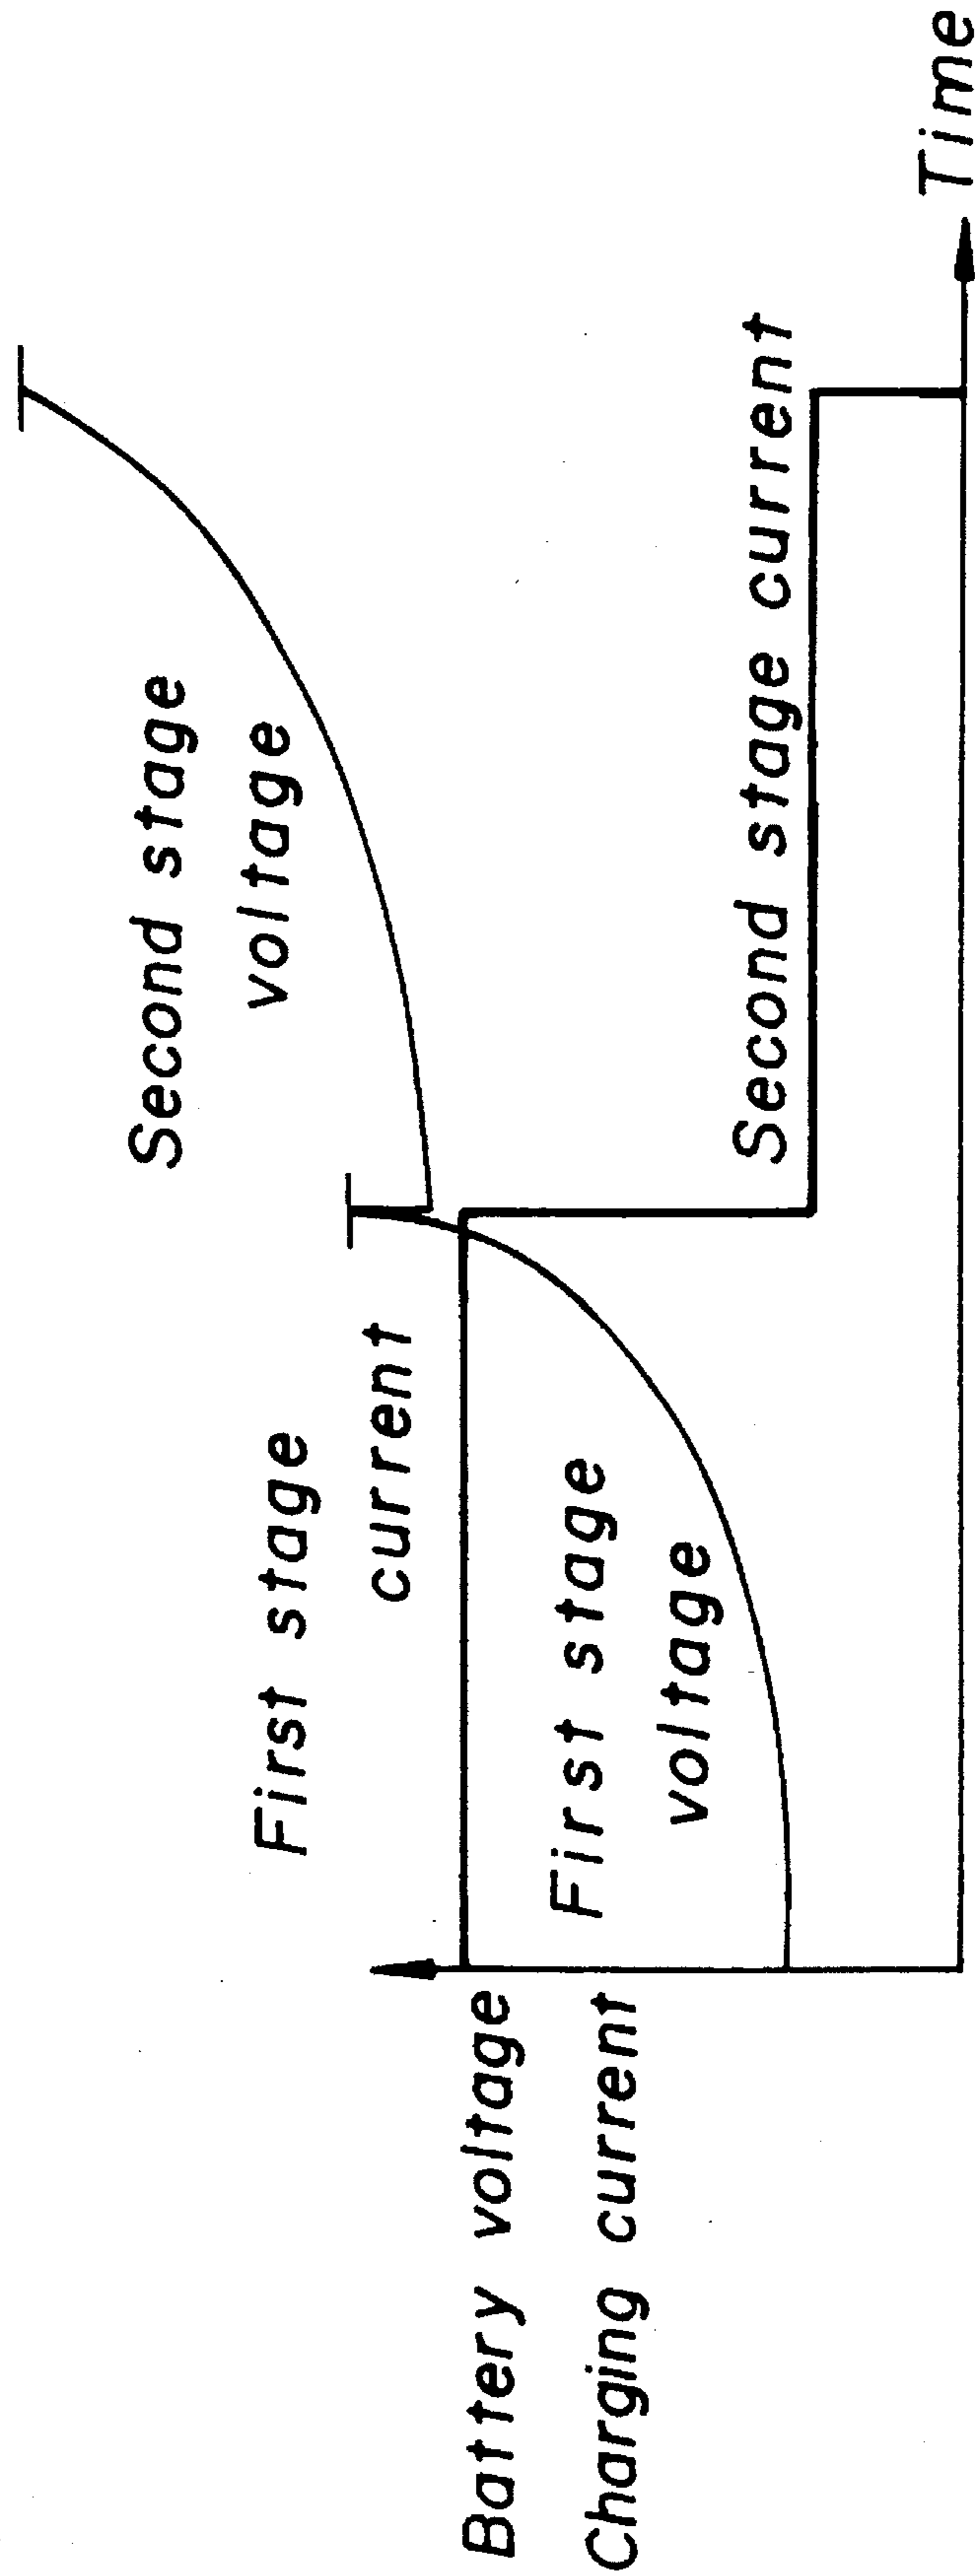 First stage
current
Second stage
voltage
Battery voltage
Charging current
First stage
voltage
Second stage current
Time